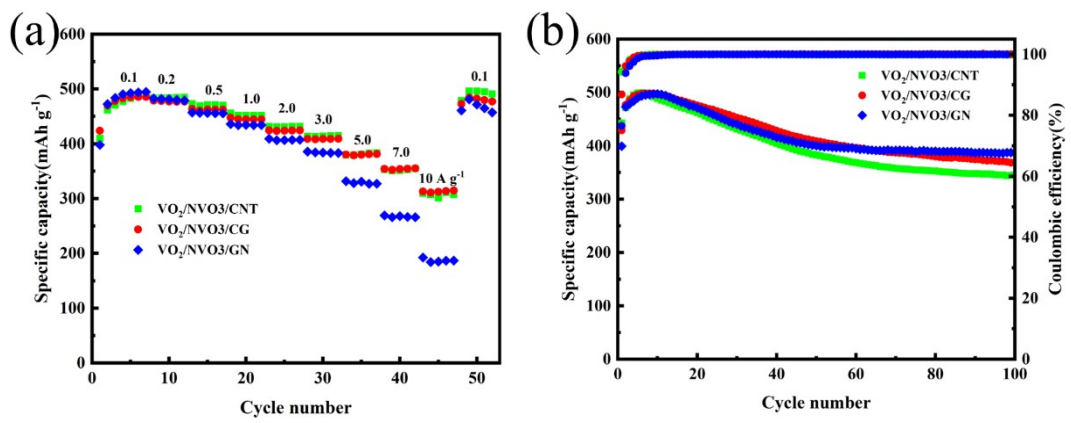 (a)
600
500
400
300
200
100
0
0
10
20
30
40
50
Specific capacity(mAh g⁻¹)
Cycle number
0.1
0.2
0.5
1.0
2.0
3.0
5.0
7.0
10 A g⁻¹
0.1
VO₂/NVO3/CNT
VO₂/NVO3/CG
VO₂/NVO3/GN
(b)
600
500
400
300
200
100
0
0
20
40
60
80
100
Specific capacity(mAh g⁻¹)
Cycle number
100
80
60
40
20
0
Coulombic efficiency(%)
VO₂/NVO3/CNT
VO₂/NVO3/CG
VO₂/NVO3/GN